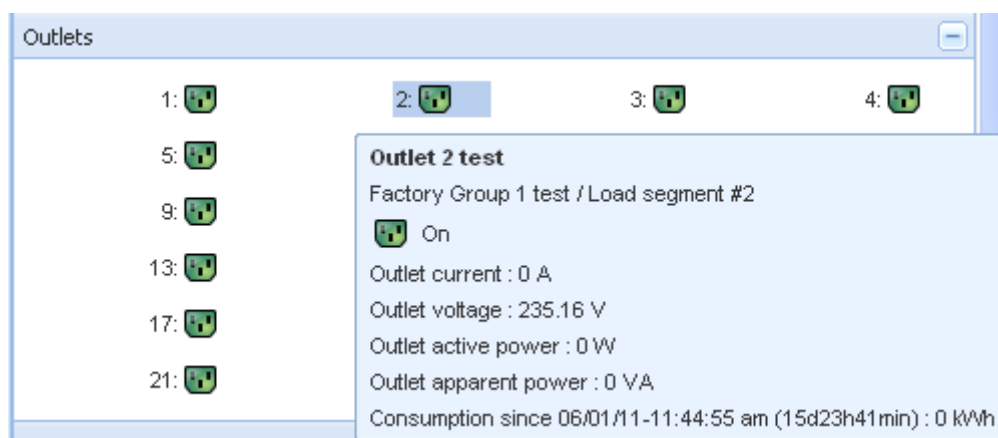 Outlets
1: 2: 3: 4:
5:
9:
13:
17:
21:
Outlet 2 test
Factory Group 1 test / Load segment #2
On
Outlet current : 0 A
Outlet voltage : 235.16 V
Outlet active power : 0 W
Outlet apparent power : 0 VA
Consumption since 06/01/11-11:44:55 am (15d23h41min) : 0 kWh